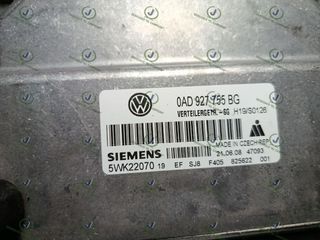 0AD 927 755 BG
VERTEILERGETR.-SG H19/S0126
SIEMENS
MADE IN CZECH REP.
21.06.08 47093
5WK22070 19 EF SJ8 F405 825622 001